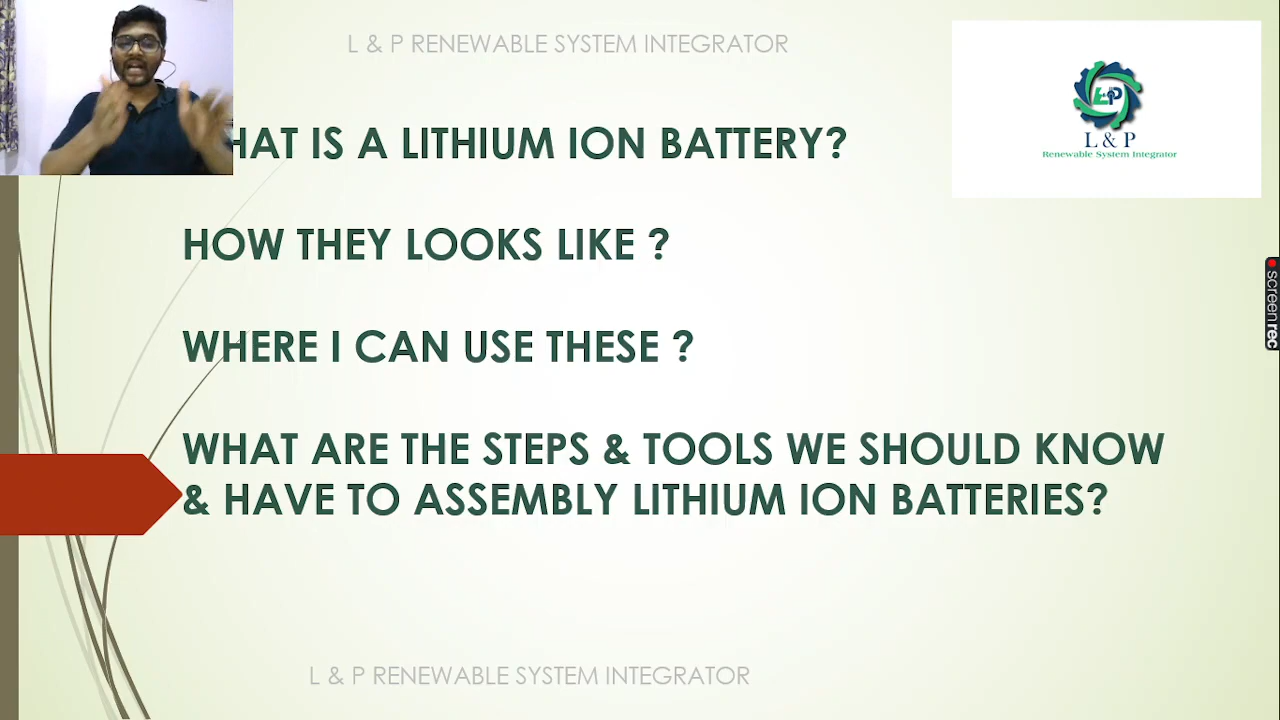 L & P RENEWABLE SYSTEM INTEGRATOR
L&P
L & P
Renewable System Integrator
HAT IS A LITHIUM ION BATTERY?
HOW THEY LOOKS LIKE ?
WHERE I CAN USE THESE ?
WHAT ARE THE STEPS & TOOLS WE SHOULD KNOW
& HAVE TO ASSEMBLY LITHIUM ION BATTERIES?
screenrec
L & P RENEWABLE SYSTEM INTEGRATOR